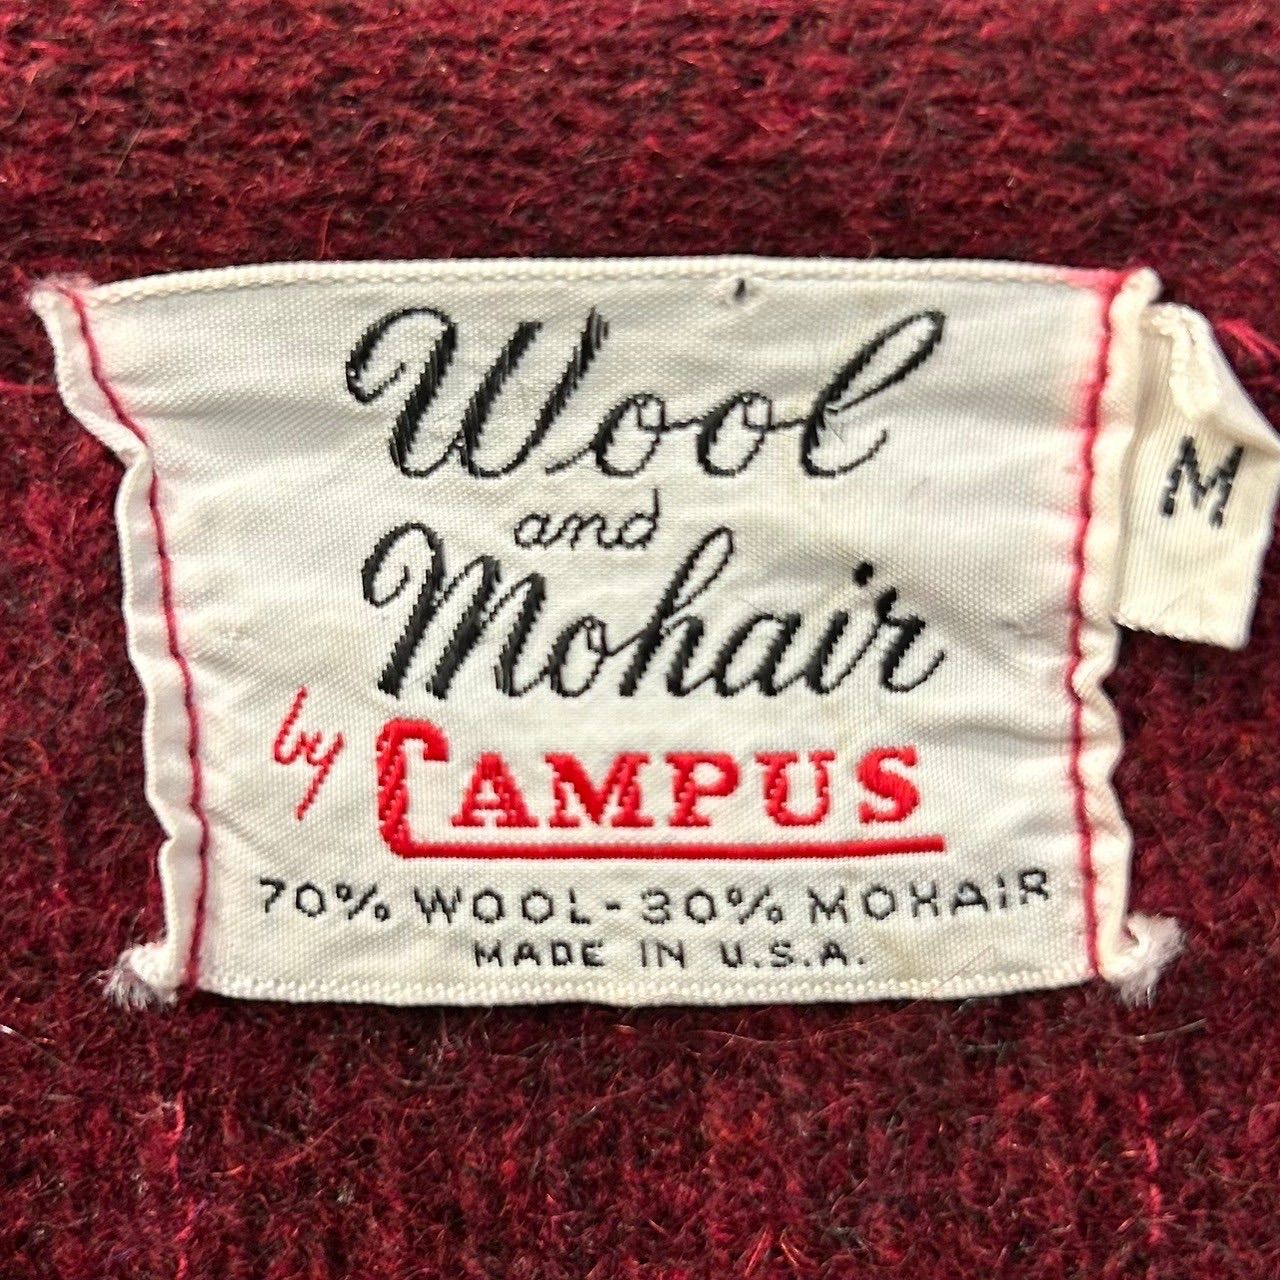 Wool
and
Mohair
by CAMPUS
70% WOOL-30% MOHAIR
MADE IN U.S.A.
M